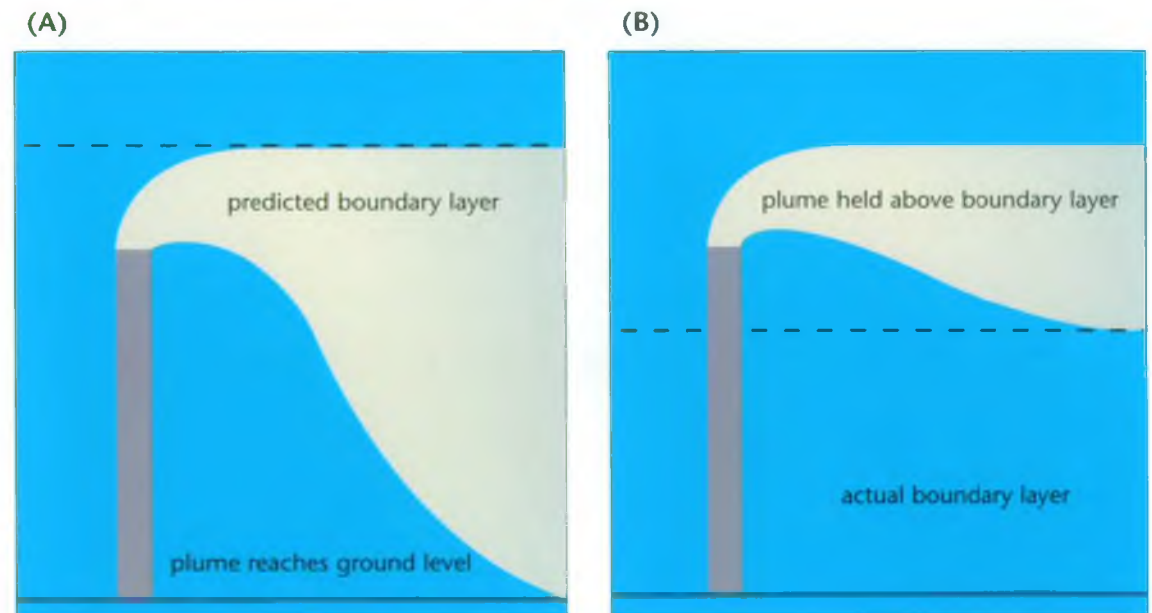 (A)
predicted boundary layer
plume reaches ground level
(B)
plume held above boundary layer
actual boundary layer